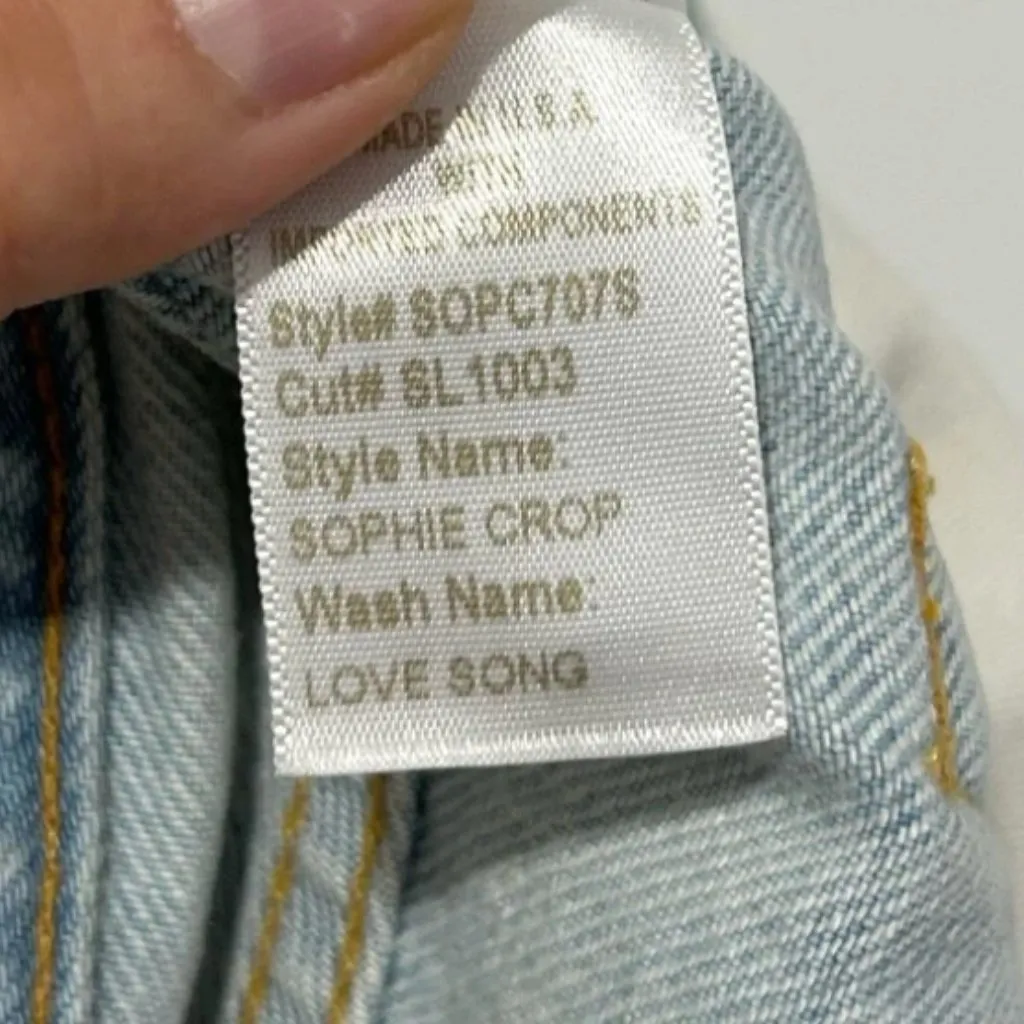 MADE IN U.S.A.
WITH
IMPORTED COMPONENTS
Style# SOPC707S
Cut# SL1003
Style Name:
SOPHIE CROP
Wash Name:
LOVE SONG